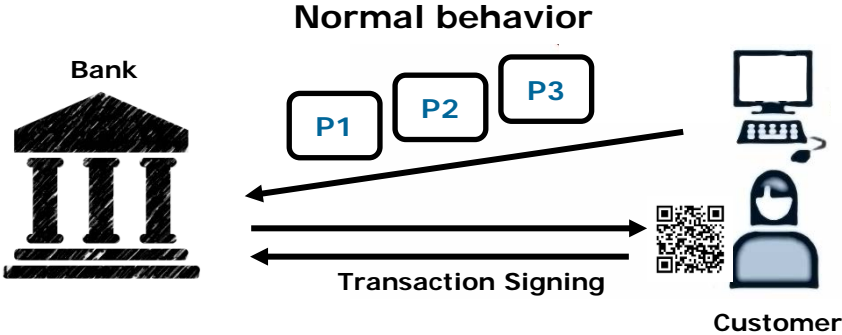 Normal behavior
Bank
P1
P2
P3
Transaction Signing
Customer